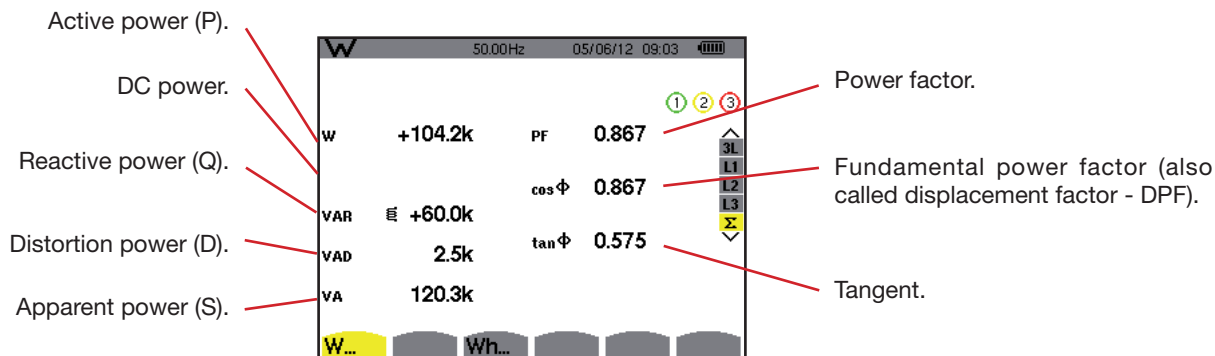 Active power (P).
DC power.
Reactive power (Q).
Distortion power (D).
Apparent power (S).
W 50.00Hz 05/06/12 09:03
1 2 3
W +104.2k PF 0.867
cosΦ 0.867
VAR +60.0k
tanΦ 0.575
VAD 2.5k
VA 120.3k
3L
L1
L2
L3
Σ
W... Wh...
Power factor.
Fundamental power factor (also
called displacement factor - DPF).
Tangent.